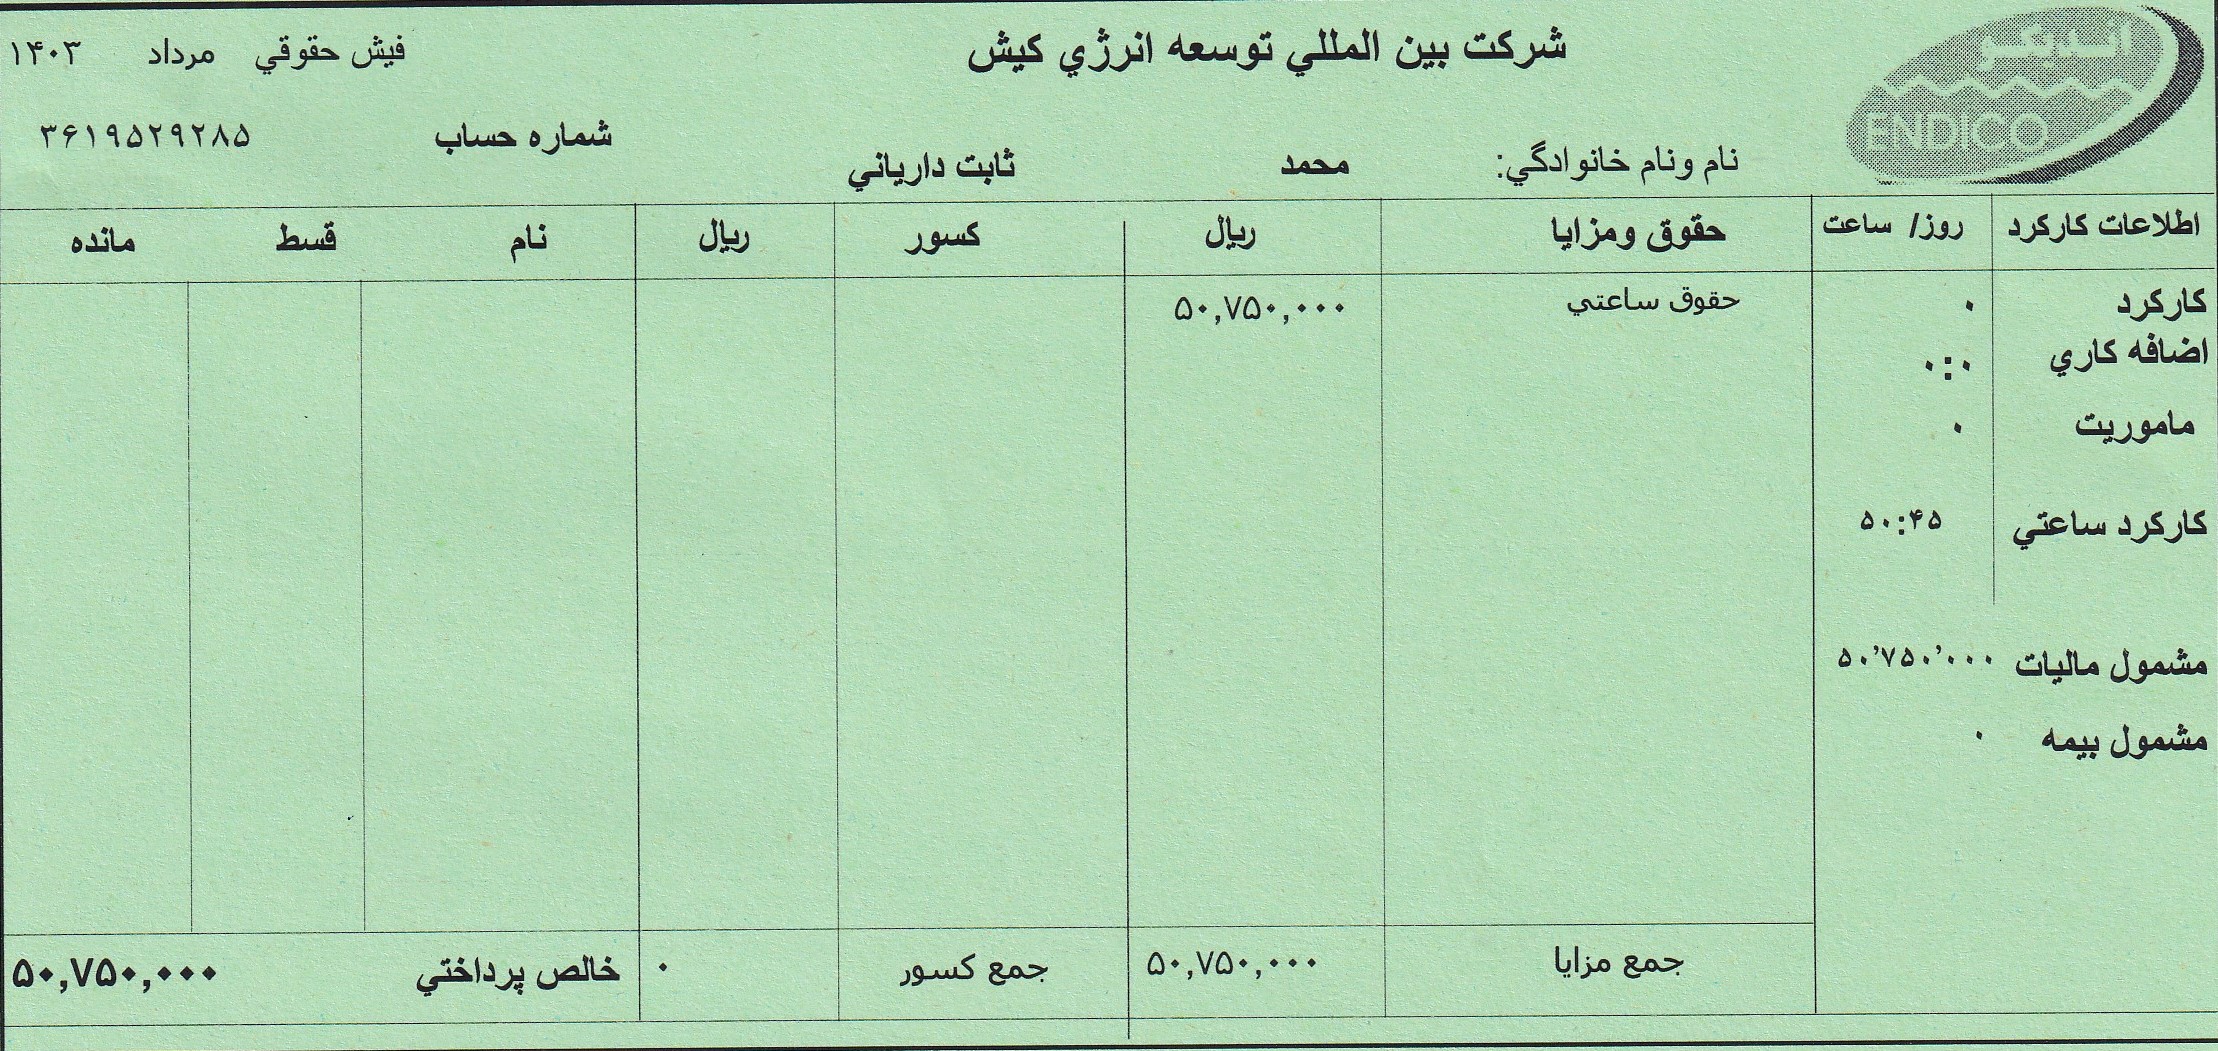 انديكو
ENDICO
شركت بين المللي توسعه انرژي كيش
فيش حقوقي مرداد ۱۴۰۳
نام ونام خانوادگي: محمد ثابت دارياني
شماره حساب ۳۶۱۹۵۲۹۲۸۵
اطلاعات كاركرد روز/ ساعت حقوق ومزايا ريال كسور ريال نام قسط مانده
كاركرد ۰ حقوق ساعتي ۵۰,۷۵۰,۰۰۰
اضافه كاري ۰:۰
ماموريت ۰
كاركرد ساعتي ۵۰:۴۵
مشمول ماليات ۵۰٬۷۵۰٬۰۰۰
مشمول بيمه ۰
جمع مزايا ۵۰,۷۵۰,۰۰۰ جمع كسور ۰ خالص پرداختي ۵۰,۷۵۰,۰۰۰